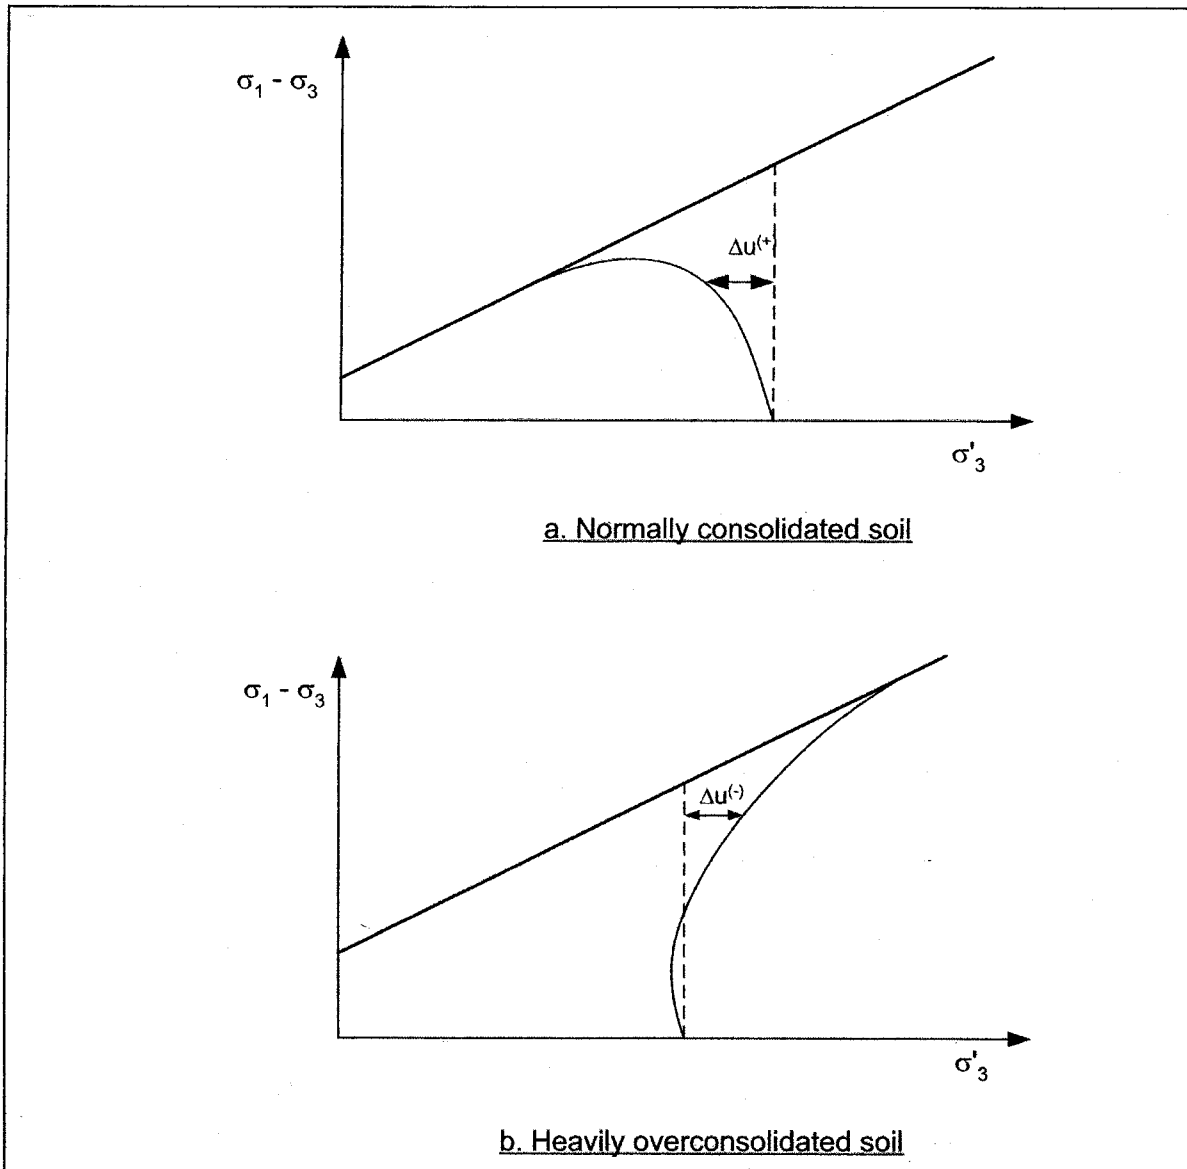 σ₁ - σ₃
Δu⁽⁺⁾
σ'₃
a. Normally consolidated soil
σ₁ - σ₃
Δu⁽⁻⁾
σ'₃
b. Heavily overconsolidated soil